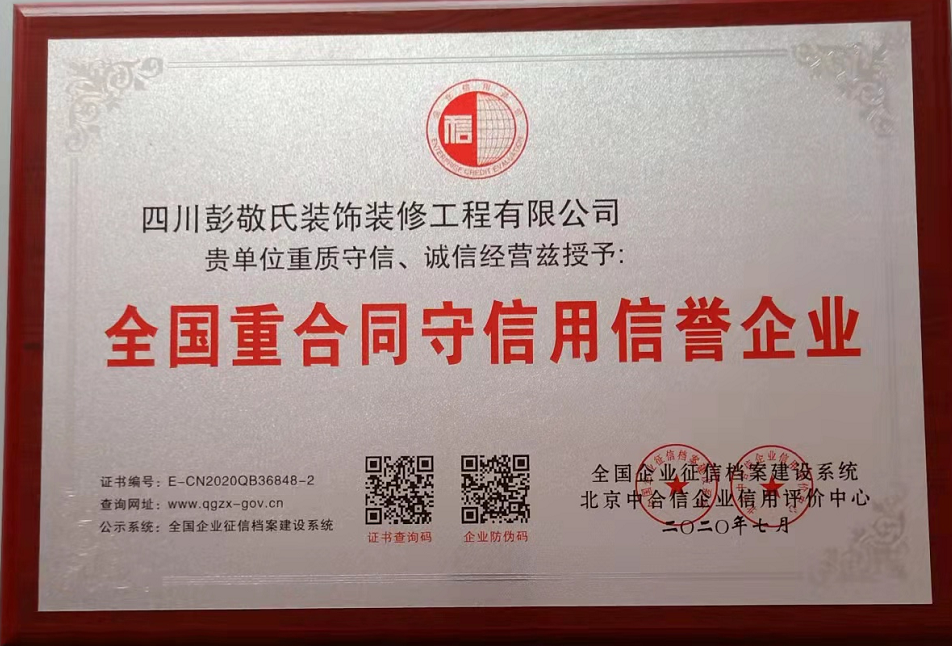 信
ENTERPRISE CREDIT EVALUATION
四川彭敬氏装饰装修工程有限公司
贵单位重质守信、诚信经营兹授予:
全国重合同守信用信誉企业
证书编号: E-CN2020QB36848-2
查询网址: www.qgzx-gov.cn
公示系统: 全国企业征信档案建设系统
证书查询码
企业防伪码
全国企业征信档案建设系统
北京中合信企业信用评价中心
二〇二〇年七月